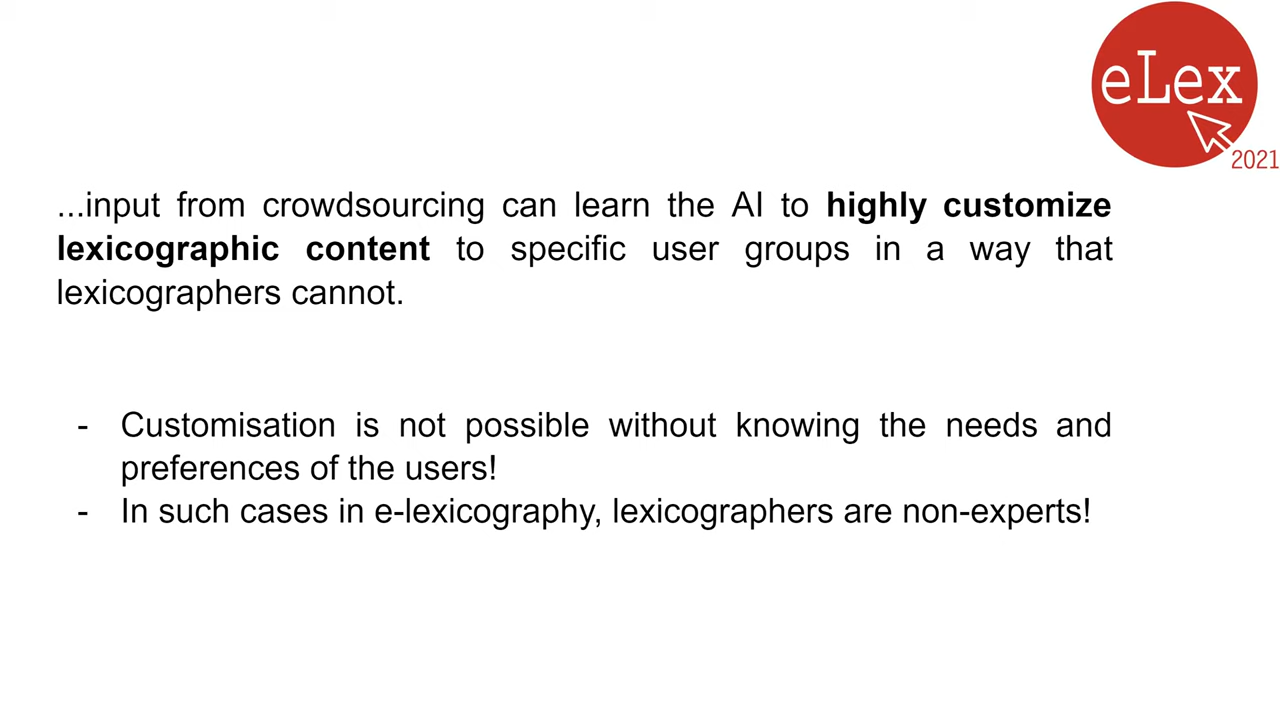 eLex
2021
...input from crowdsourcing can learn the AI to highly customize
lexicographic content to specific user groups in a way that
lexicographers cannot.
- Customisation is not possible without knowing the needs and
preferences of the users!
- In such cases in e-lexicography, lexicographers are non-experts!